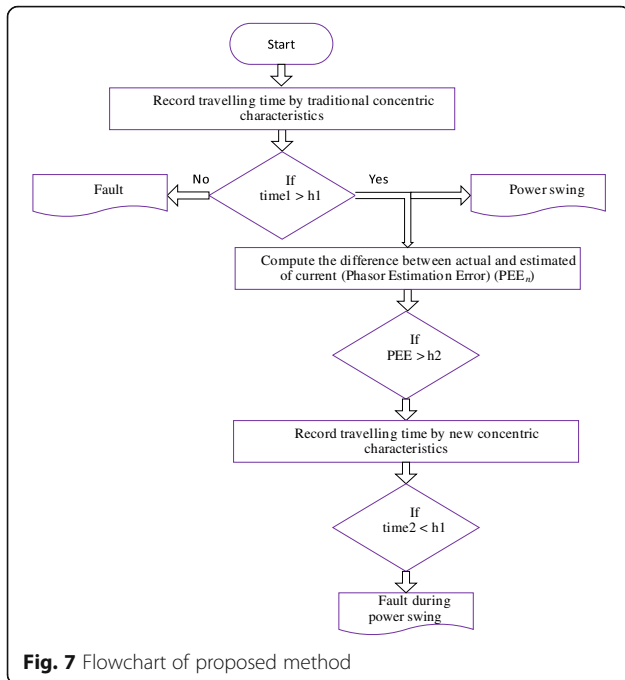 Start
Record travelling time by traditional concentric
characteristics
No
If
time1 > h1
Yes
Fault
Power swing
Compute the difference between actual and estimated
of current (Phasor Estimation Error) (PEEn)
If
PEE > h2
Record travelling time by new concentric
characteristics
If
time2 < h1
Fault during
power swing
Fig. 7 Flowchart of proposed method